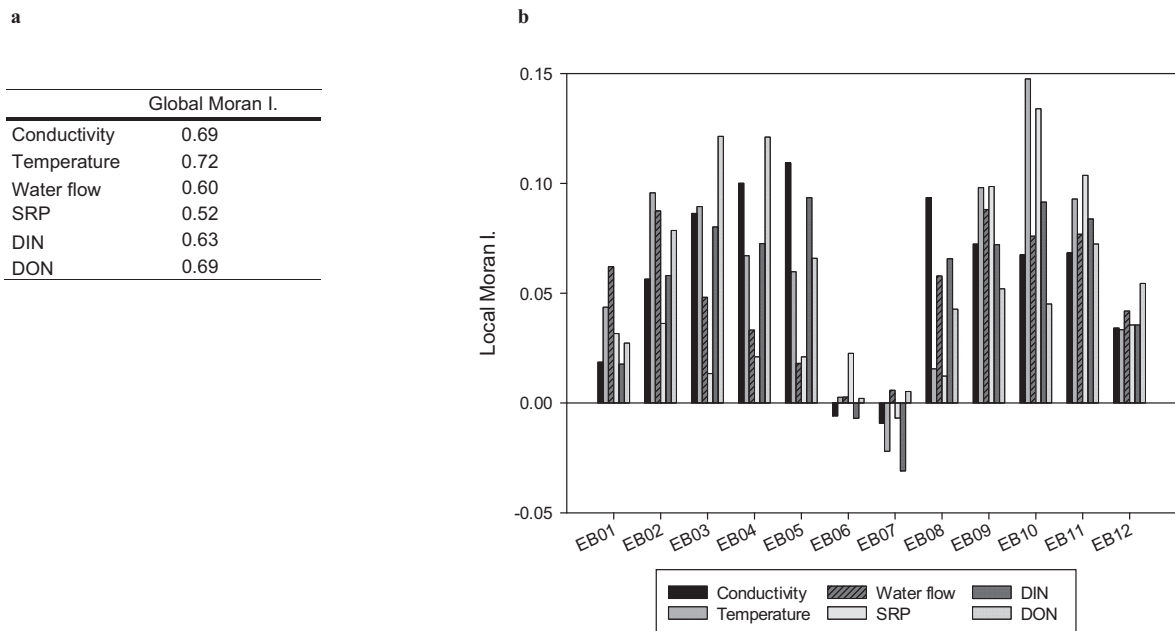 a
Global Moran I.
Conductivity 0.69
Temperature 0.72
Water flow 0.60
SRP 0.52
DIN 0.63
DON 0.69
b
Local Moran I.
0.15
0.10
0.05
0.00
-0.05
EB01 EB02 EB03 EB04 EB05 EB06 EB07 EB08 EB09 EB10 EB11 EB12
Conductivity Water flow DIN
Temperature SRP DON